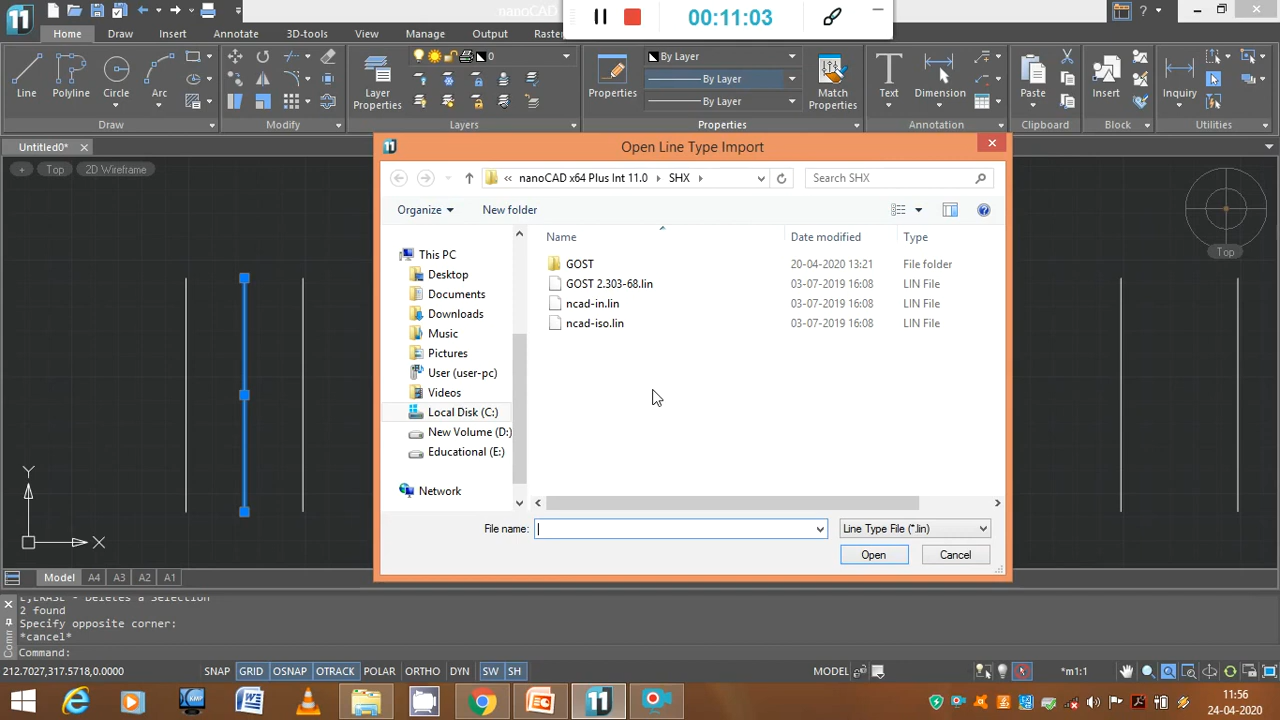 nanoCAD
00:11:03
Home
Draw
Insert
Annotate
3D-tools
View
Manage
Output
Raster
Line
Polyline
Circle
Arc
Draw
Modify
Layer
Properties
0
Layers
Properties
By Layer
By Layer
By Layer
Match
Properties
Properties
Text
Dimension
Annotation
Paste
Clipboard
Insert
Block
Inquiry
Utilities
Untitled0*
+
Top
2D Wireframe
Top
Open Line Type Import
« nanoCAD x64 Plus Int 11.0
SHX
Search SHX
Organize
New folder
Name
Date modified
Type
GOST
20-04-2020 13:21
File folder
GOST 2.303-68.lin
03-07-2019 16:08
LIN File
ncad-in.lin
03-07-2019 16:08
LIN File
ncad-iso.lin
03-07-2019 16:08
LIN File
This PC
Desktop
Documents
Downloads
Music
Pictures
User (user-pc)
Videos
Local Disk (C:)
New Volume (D:)
Educational (E:)
Network
File name:
Line Type File (*.lin)
Open
Cancel
Y
X
Model
A4
A3
A2
A1
E,ERASE - Deletes a Selection
2 found
Specify opposite corner:
*cancel*
Command:
Comm
212.7027,317.5718,0.0000
SNAP
GRID
OSNAP
OTRACK
POLAR
ORTHO
DYN
SW
SH
MODEL
*m1:1
11:56
24-04-2020